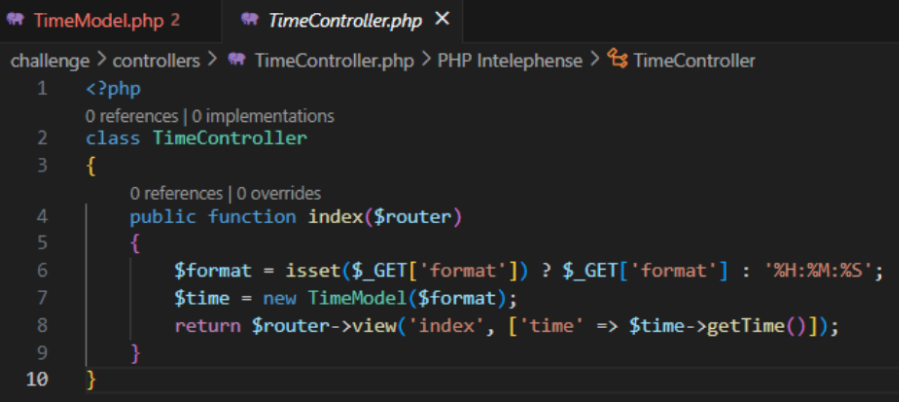 TimeModel.php 2 TimeController.php ✕
challenge > controllers > TimeController.php > PHP Intelephense > TimeController
1 <?php
0 references | 0 implementations
2 class TimeController
3 {
0 references | 0 overrides
4 public function index($router)
5 {
6 $format = isset($_GET['format']) ? $_GET['format'] : '%H:%M:%S';
7 $time = new TimeModel($format);
8 return $router->view('index', ['time' => $time->getTime()]);
9 }
10 }